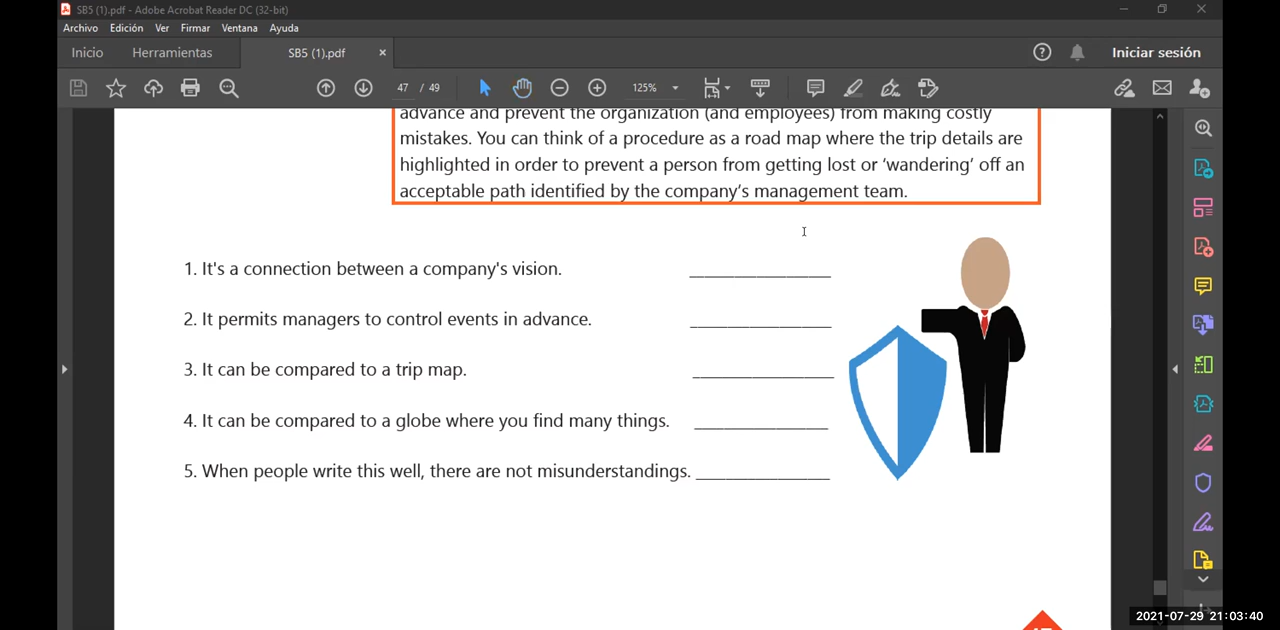 SB5 (1).pdf - Adobe Acrobat Reader DC (32-bit)
Archivo Edición Ver Firmar Ventana Ayuda
Inicio Herramientas SB5 (1).pdf × Iniciar sesión
47 / 49 125%
advance and prevent the organization (and employees) from making costly
mistakes. You can think of a procedure as a road map where the trip details are
highlighted in order to prevent a person from getting lost or ‘wandering’ off an
acceptable path identified by the company’s management team.
1. It's a connection between a company's vision. ________________
2. It permits managers to control events in advance. ________________
3. It can be compared to a trip map. ________________
4. It can be compared to a globe where you find many things. _______________
5. When people write this well, there are not misunderstandings. _______________
2021-07-29 21:03:40